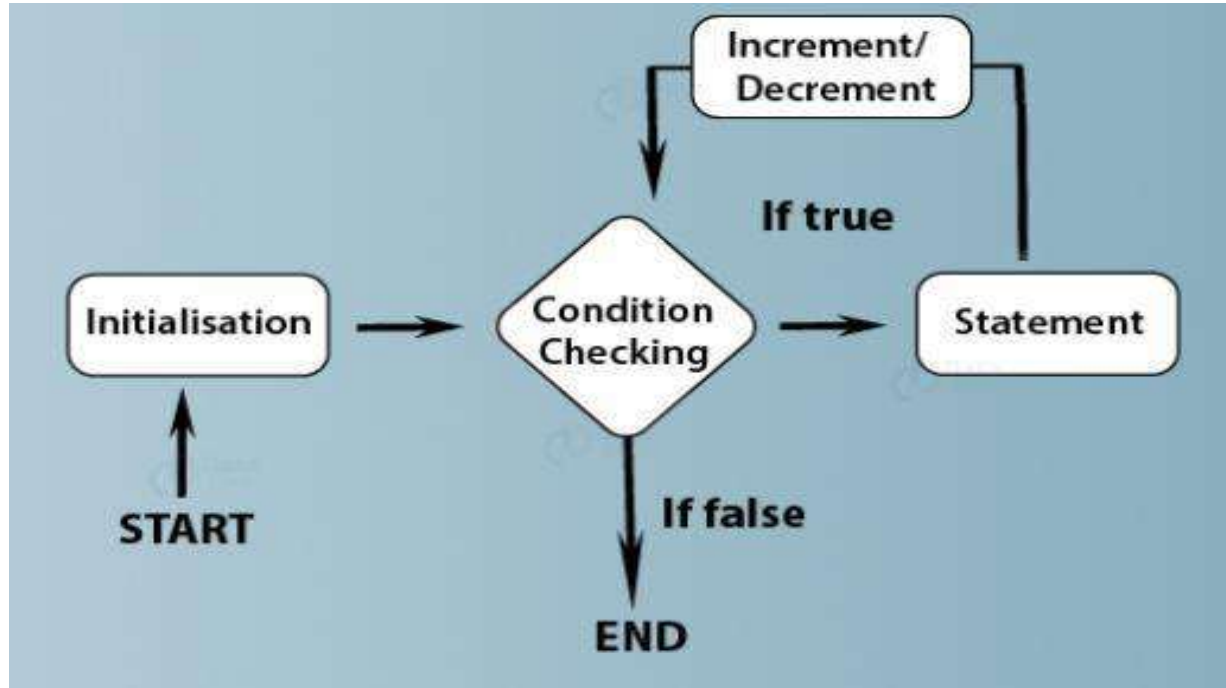 Increment/
Decrement
If true
Initialisation
Condition
Checking
Statement
If false
START
END